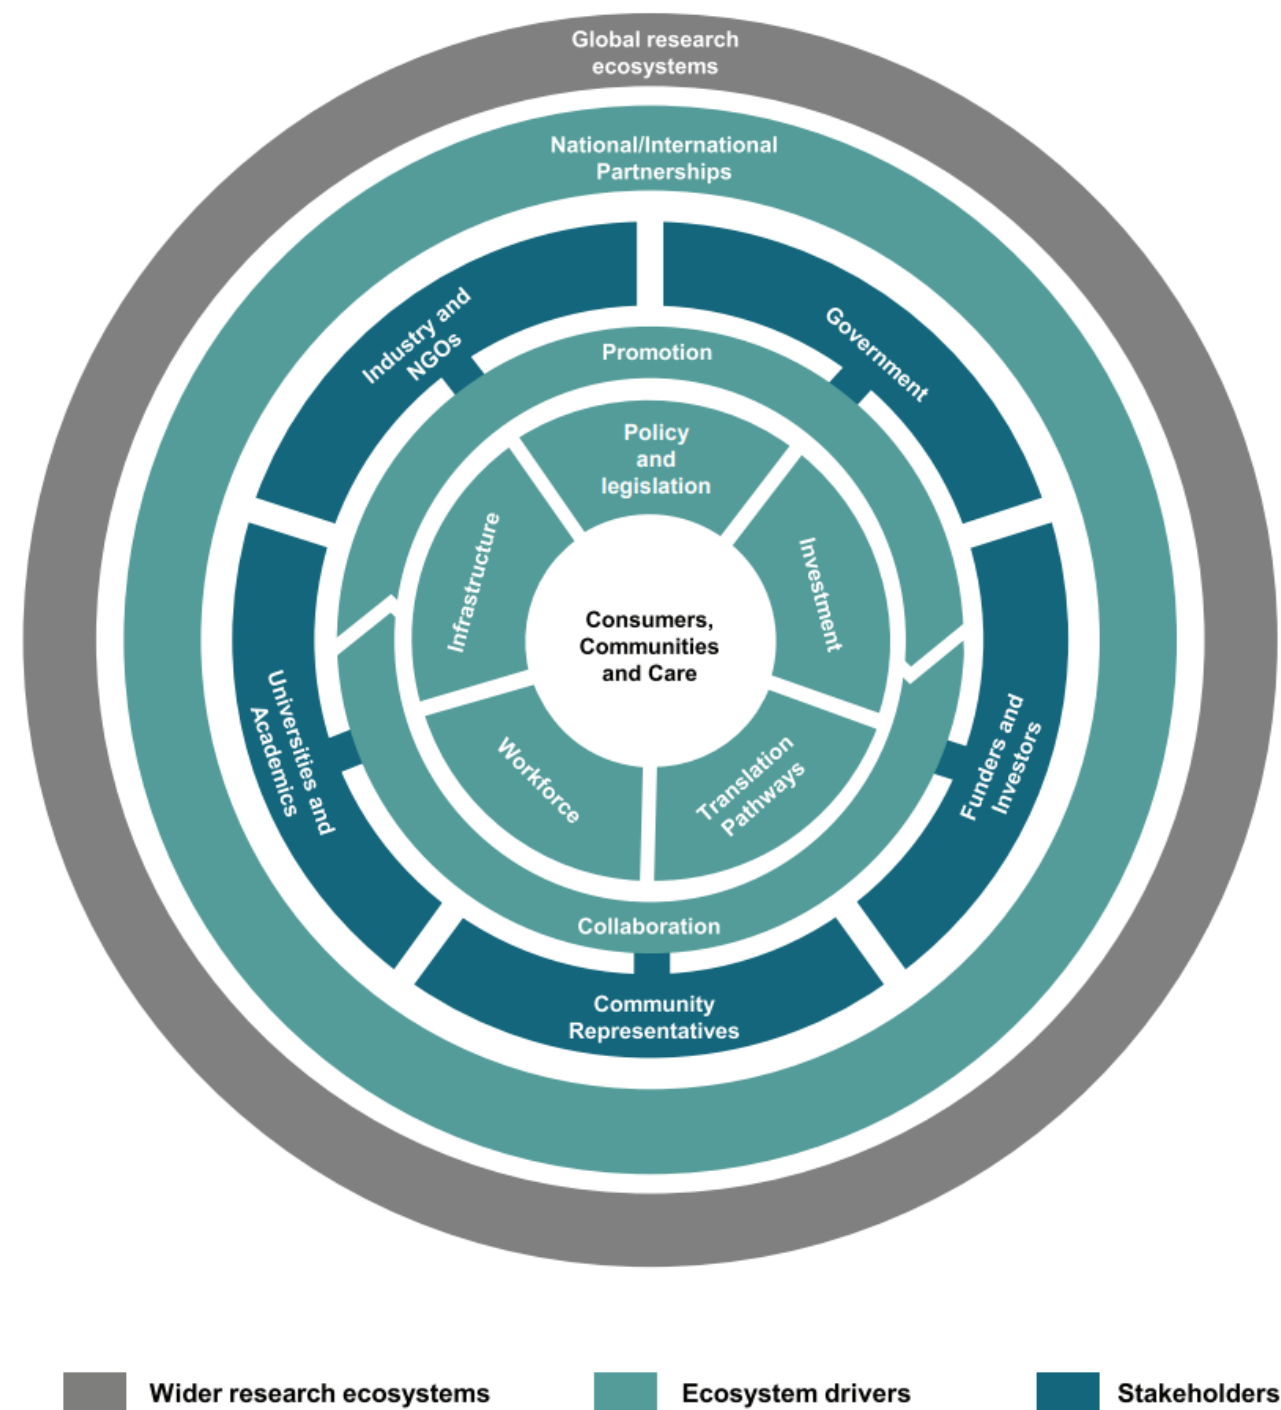 Global research
ecosystems
National/International
Partnerships
Industry and
NGOs
Government
Promotion
Policy
and
legislation
Infrastructure
Investment
Consumers,
Communities
and Care
Universities and
Academics
Workforce
Translation
Pathways
Funders and
Investors
Collaboration
Community
Representatives
Wider research ecosystems
Ecosystem drivers
Stakeholders